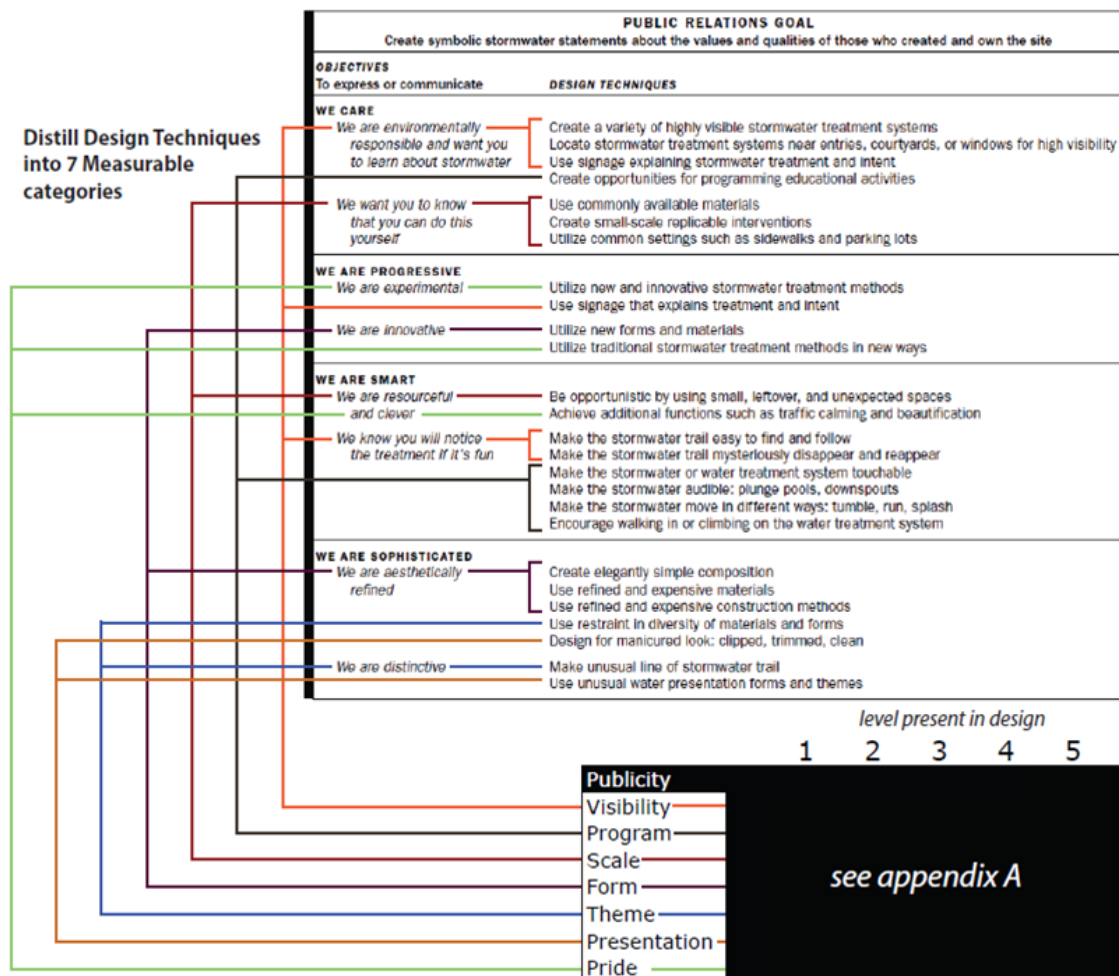 PUBLIC RELATIONS GOAL
Create symbolic stormwater statements about the values and qualities of those who created and own the site
OBJECTIVES
To express or communicate
DESIGN TECHNIQUES
Distill Design Techniques
into 7 Measurable
categories
WE CARE
We are environmentally
responsible and want you
to learn about stormwater
Create a variety of highly visible stormwater treatment systems
Locate stormwater treatment systems near entries, courtyards, or windows for high visibility
Use signage explaining stormwater treatment and intent
Create opportunities for programming educational activities
We want you to know
that you can do this
yourself
Use commonly available materials
Create small-scale replicable interventions
Utilize common settings such as sidewalks and parking lots
WE ARE PROGRESSIVE
We are experimental
Utilize new and innovative stormwater treatment methods
Use signage that explains treatment and intent
We are innovative
Utilize new forms and materials
Utilize traditional stormwater treatment methods in new ways
WE ARE SMART
We are resourceful
and clever
Be opportunistic by using small, leftover, and unexpected spaces
Achieve additional functions such as traffic calming and beautification
We know you will notice
the treatment if it's fun
Make the stormwater trail easy to find and follow
Make the stormwater trail mysteriously disappear and reappear
Make the stormwater or water treatment system touchable
Make the stormwater audible: plunge pools, downspouts
Make the stormwater move in different ways: tumble, run, splash
Encourage walking in or climbing on the water treatment system
WE ARE SOPHISTICATED
We are aesthetically
refined
Create elegantly simple composition
Use refined and expensive materials
Use refined and expensive construction methods
Use restraint in diversity of materials and forms
Design for manicured look: clipped, trimmed, clean
We are distinctive
Make unusual line of stormwater trail
Use unusual water presentation forms and themes
level present in design
1 2 3 4 5
Publicity
Visibility
Program
Scale
Form
Theme
Presentation
Pride
see appendix A